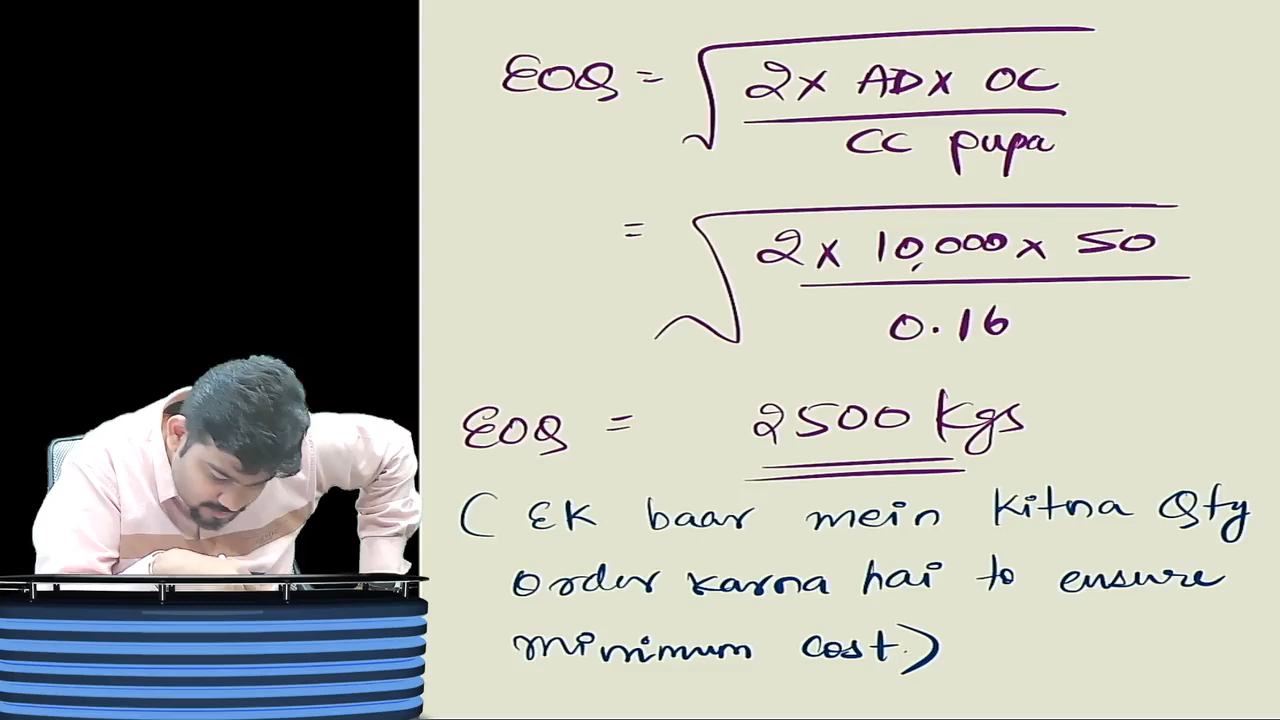 EOQ = √2 x AD x OC
CC pupa
= √2 x 10,000 x 50
0.16
EOQ = 2500 Kgs
( EK baar mein Kitna Qty
order karna hai to ensure
minimum cost.)